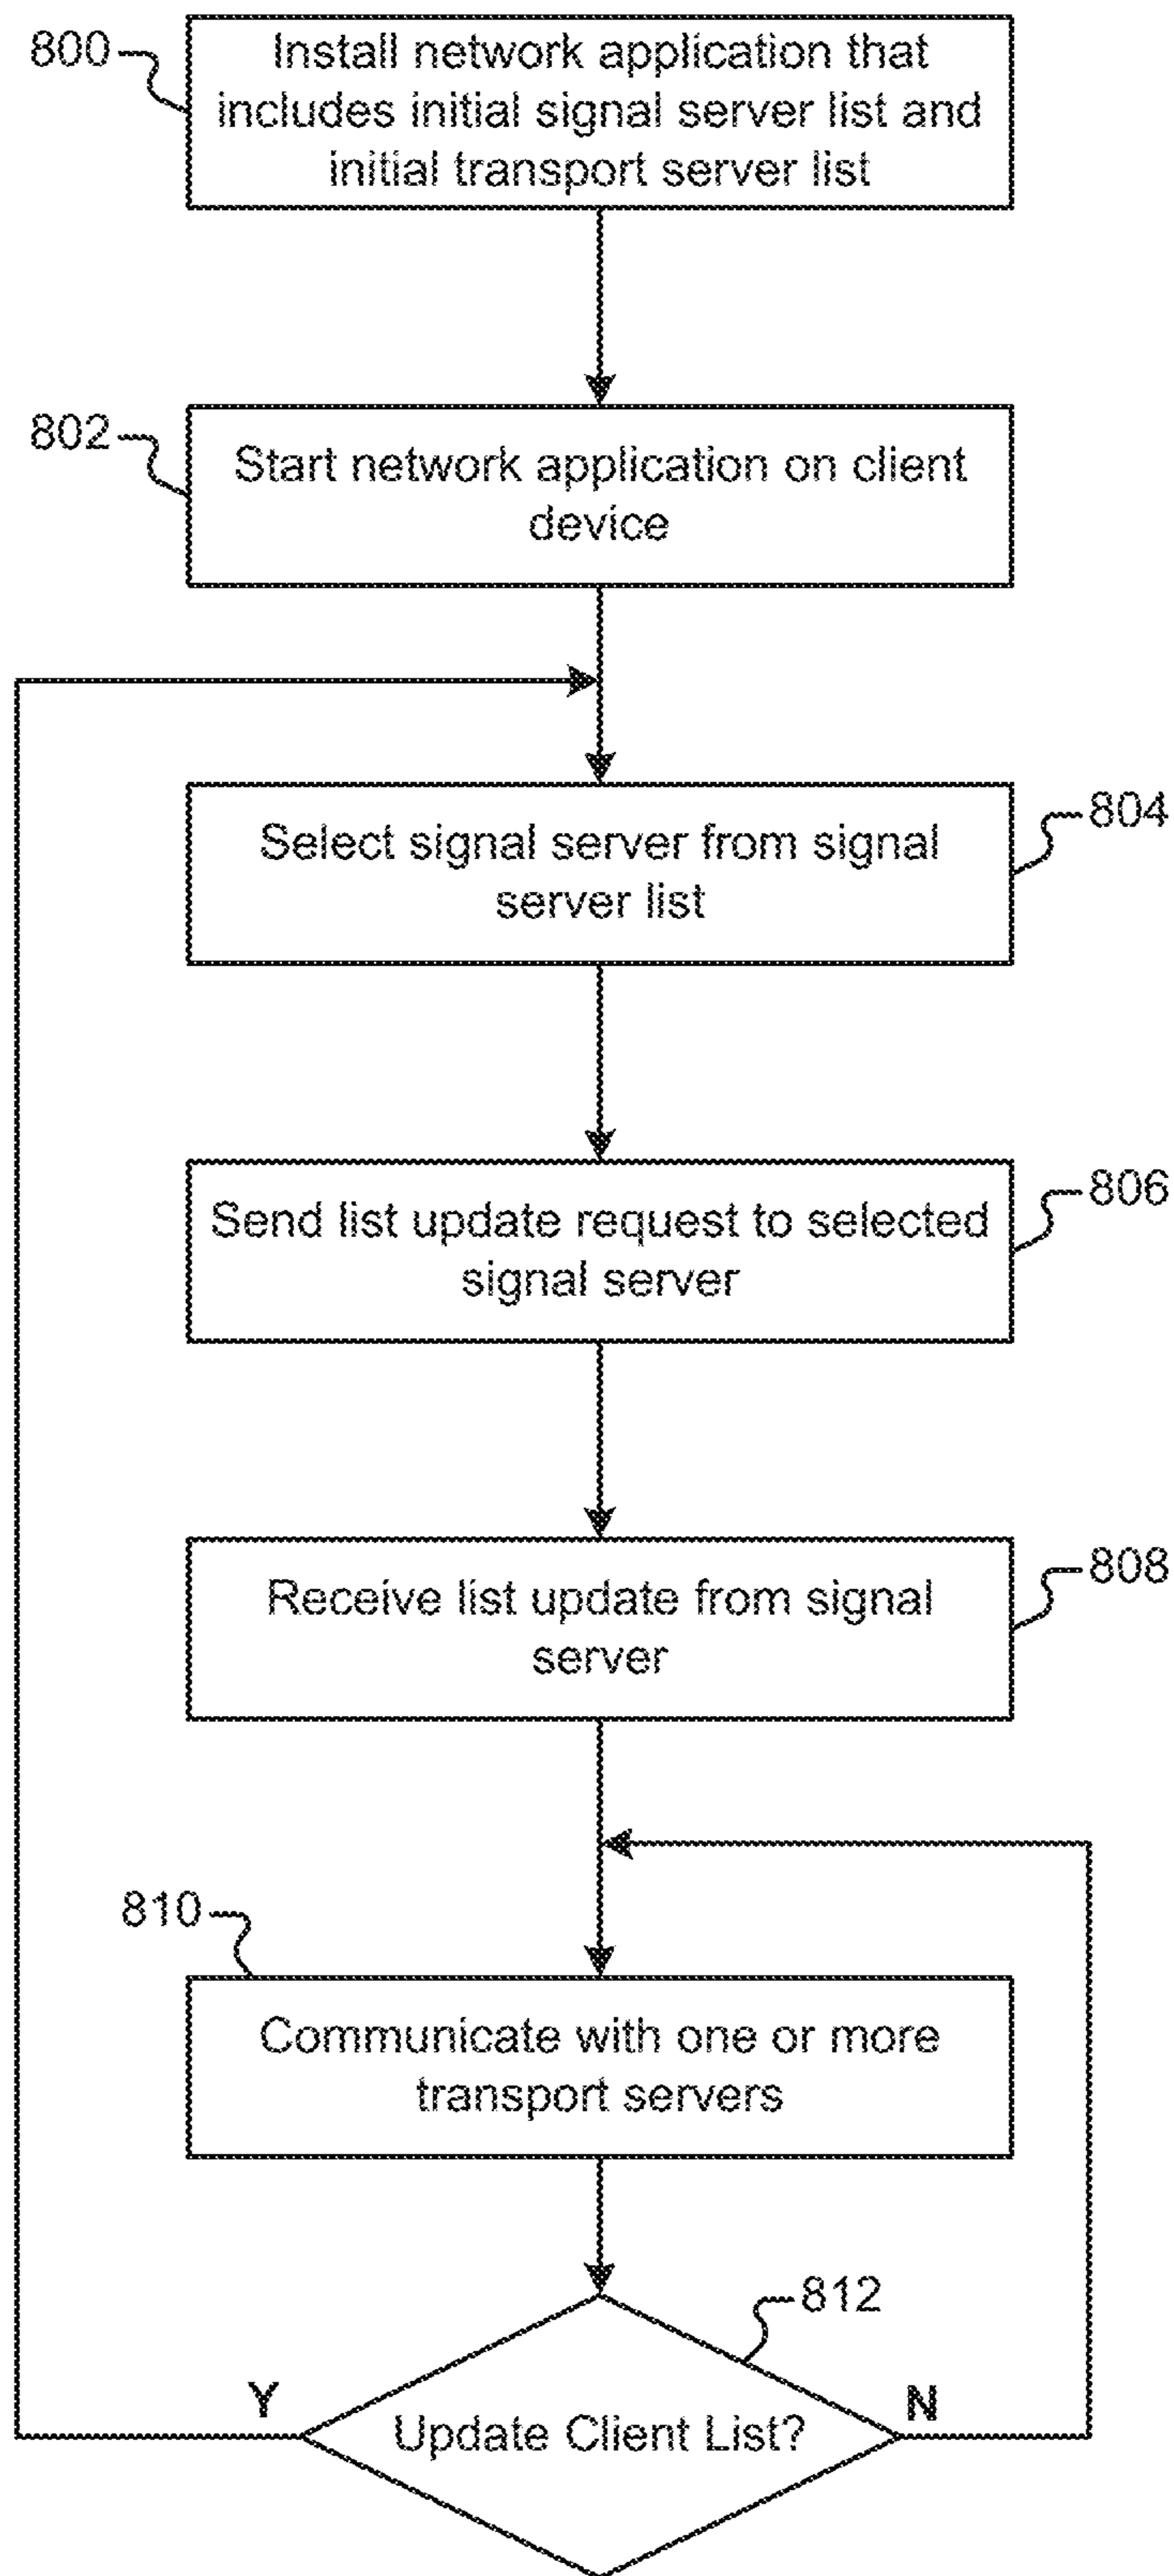 800
Install network application that
includes initial signal server list and
initial transport server list
802
Start network application on client
device
804
Select signal server from signal
server list
806
Send list update request to selected
signal server
808
Receive list update from signal
server
810
Communicate with one or more
transport servers
812
Y
Update Client List?
N